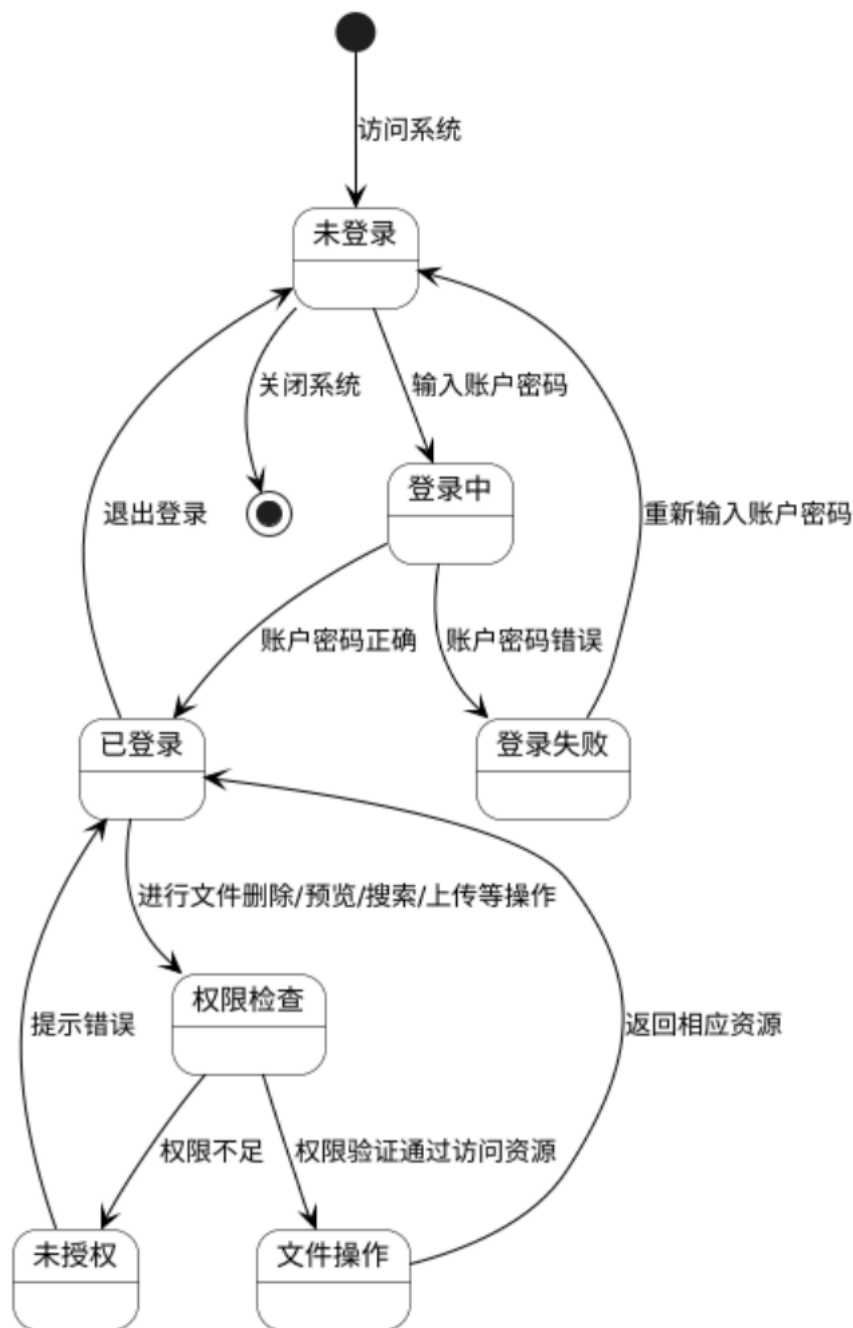 访问系统
未登录
关闭系统
输入账户密码
登录中
退出登录
重新输入账户密码
账户密码正确
账户密码错误
已登录
登录失败
进行文件删除/预览/搜索/上传等操作
权限检查
提示错误
返回相应资源
权限不足
权限验证通过访问资源
未授权
文件操作